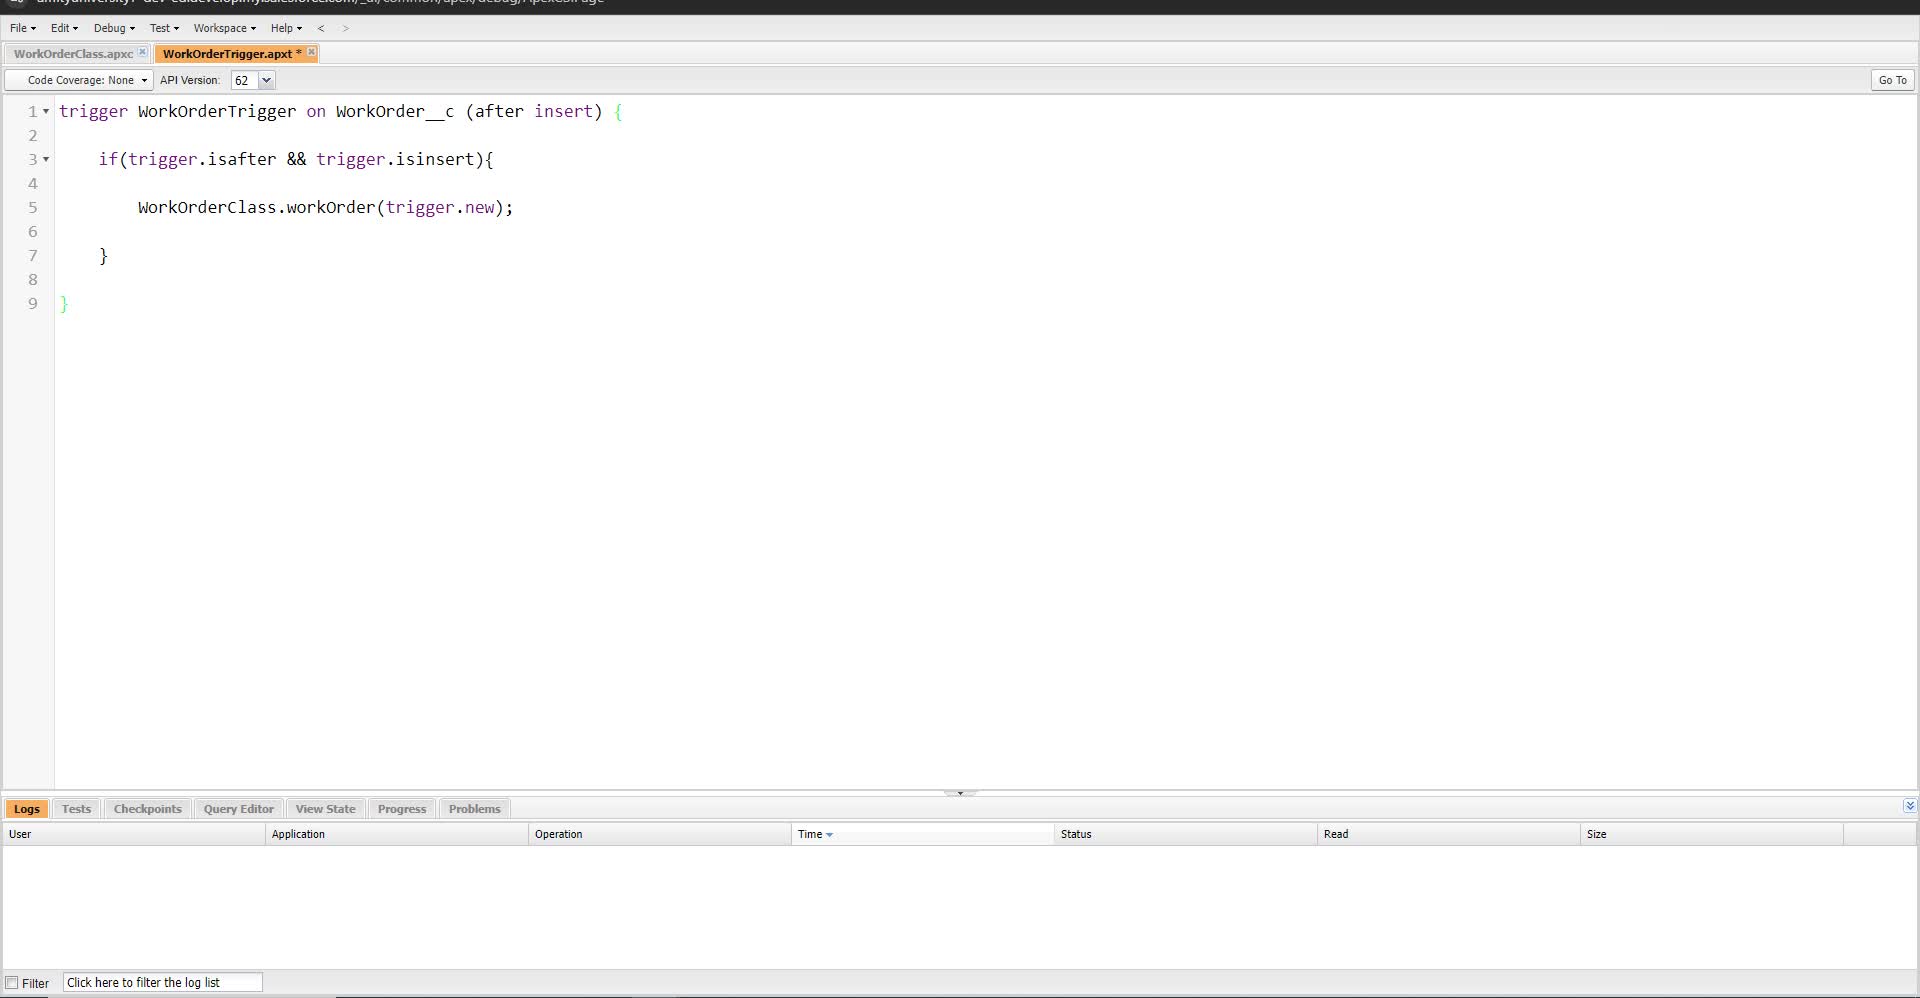 File Edit Debug Test Workspace Help < >
WorkOrderClass.apxc WorkOrderTrigger.apxt *
Code Coverage: None API Version: 62 Go To
1 trigger WorkOrderTrigger on WorkOrder__c (after insert) {
2
3 if(trigger.isafter && trigger.isinsert){
4
5 WorkOrderClass.workOrder(trigger.new);
6
7 }
8
9 }
Logs Tests Checkpoints Query Editor View State Progress Problems
User Application Operation Time Status Read Size
Filter Click here to filter the log list